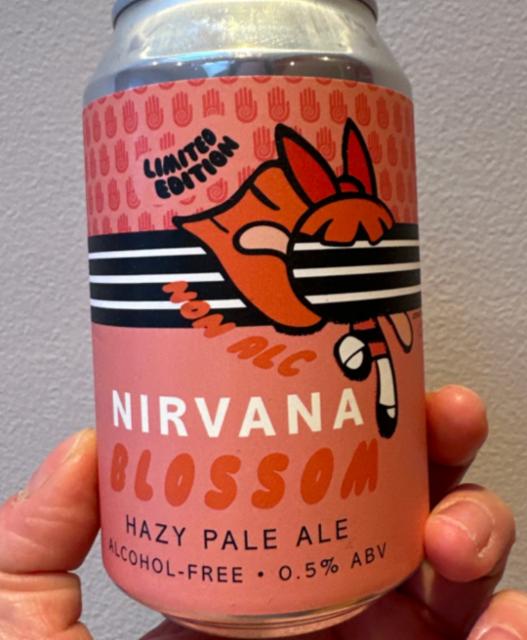 LIMITED
EDITION
NON ALC
NIRVANA
BLOSSOM
HAZY PALE ALE
ALCOHOL-FREE • 0.5% ABV